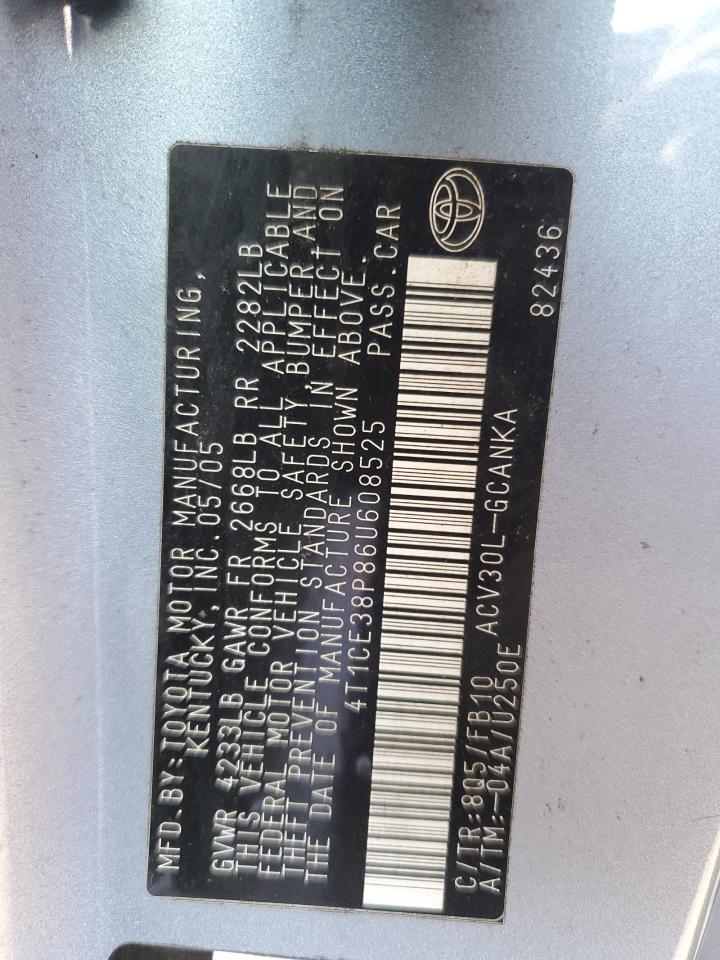 MFD.BY:TOYOTA MOTOR MANUFACTURING,
KENTUCKY, INC.05/05
GVWR 4233LB GAWR FR 2668LB RR 2282LB
THIS VEHICLE CONFORMS TO ALL APPLICABLE
FEDERAL MOTOR VEHICLE SAFETY, BUMPER,AND
THEFT PREVENTION STANDARDS IN EFFECT ON
THE DATE OF MANUFACTURE SHOWN ABOVE.
4T1CE38P86U608525 PASS.CAR
C/TR:8Q5/FB10 ACV30L-GCANKA
A/TM:-04A/U250E 82436